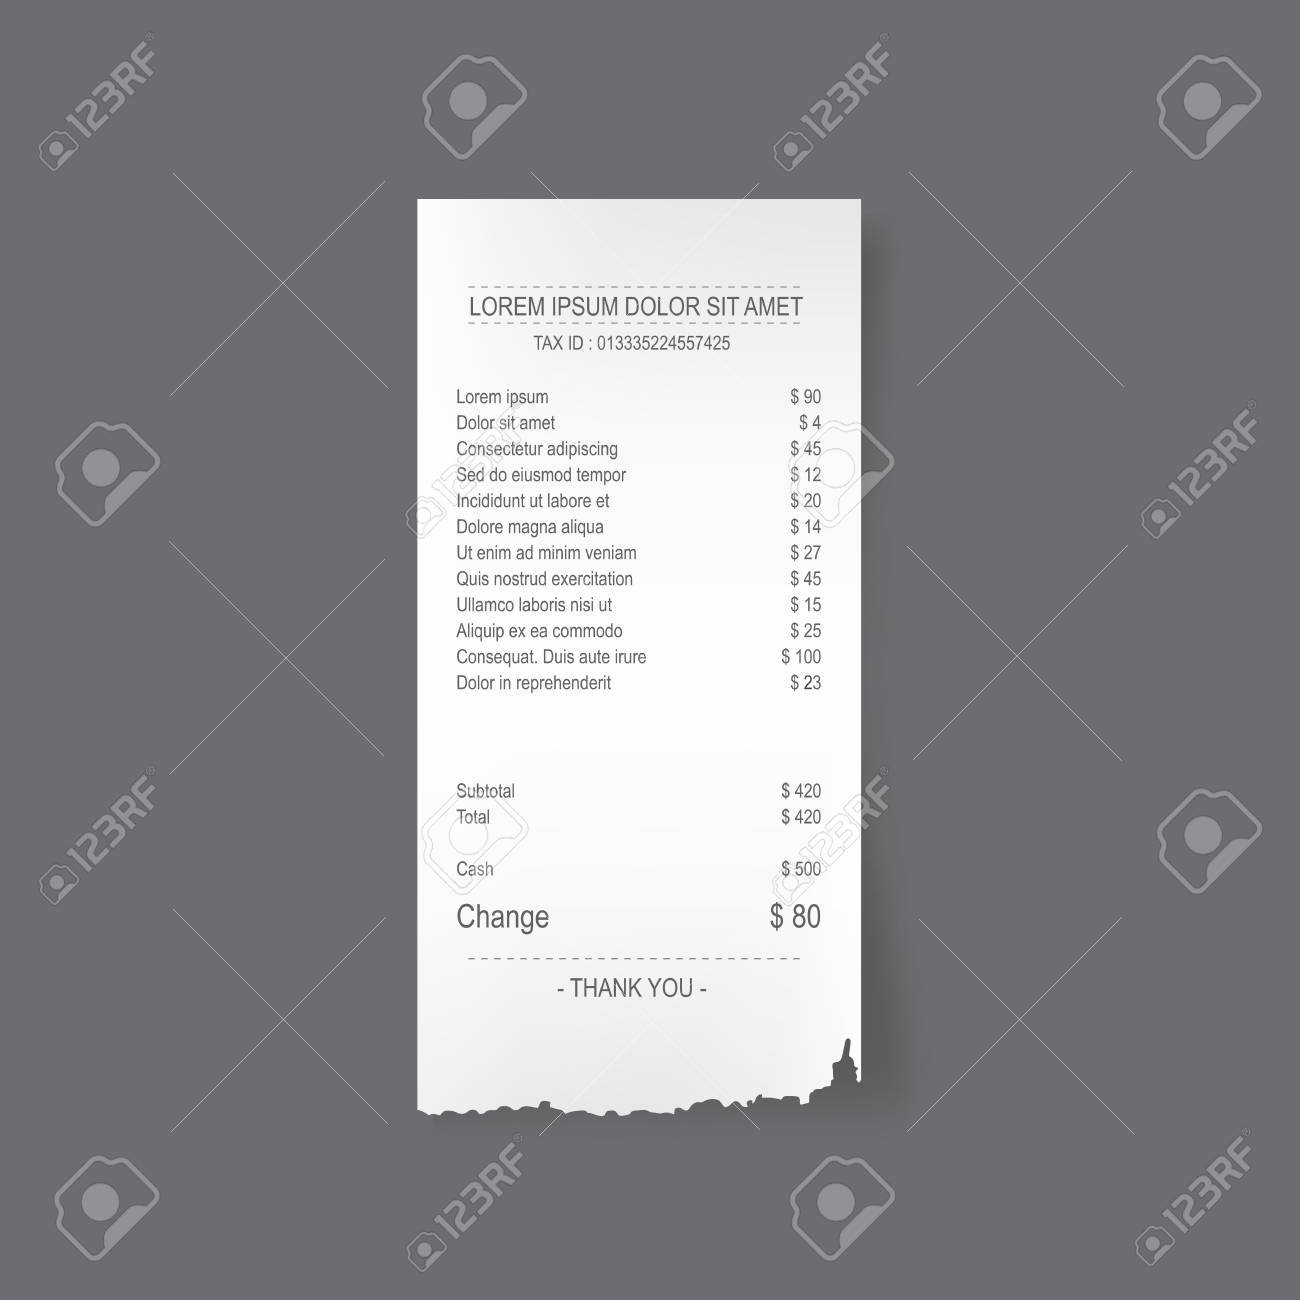 LOREM IPSUM DOLOR SIT AMET
TAX ID : 013335224557425
Lorem ipsum $ 90
Dolor sit amet $ 4
Consectetur adipiscing $ 45
Sed do eiusmod tempor $ 12
Incididunt ut labore et $ 20
Dolore magna aliqua $ 14
Ut enim ad minim veniam $ 27
Quis nostrud exercitation $ 45
Ullamco laboris nisi ut $ 15
Aliquip ex ea commodo $ 25
Consequat. Duis aute irure $ 100
Dolor in reprehenderit $ 23
Subtotal $ 420
Total $ 420
Cash $ 500
Change $ 80
- THANK YOU -
123RF
123RF
123RF
123RF
123RF
123RF
123RF
123RF